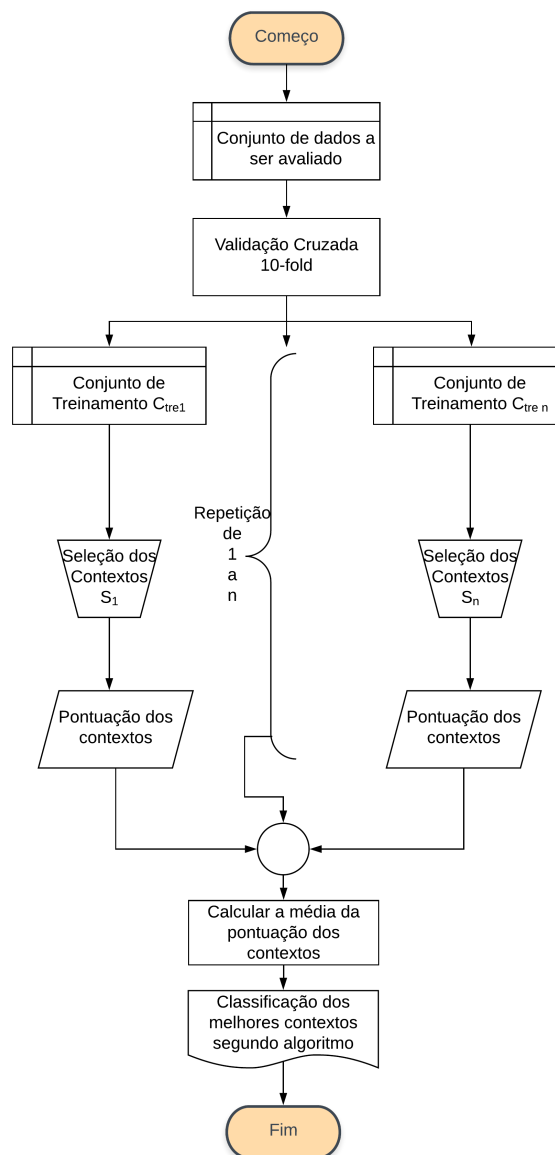 Começo
Conjunto de dados a
ser avaliado
Validação Cruzada
10-fold
Conjunto de
Treinamento Ctre1
Conjunto de
Treinamento Ctre n
Repetição
de
1
a
n
Seleção dos
Contextos
S1
Seleção dos
Contextos
Sn
Pontuação dos
contextos
Pontuação dos
contextos
Calcular a média da
pontuação dos
contextos
Classificação dos
melhores contextos
segundo algoritmo
Fim